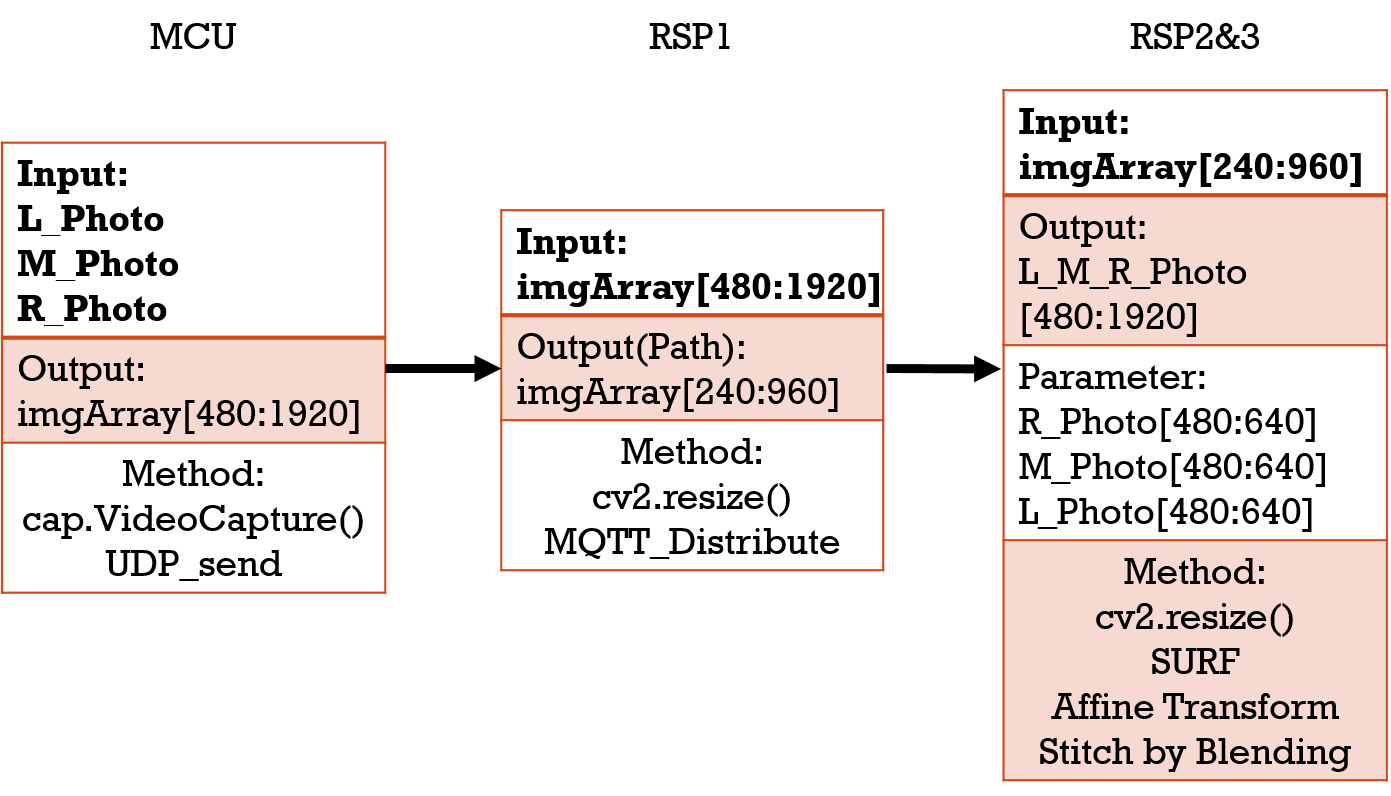 MCU
Input:
L_Photo
M_Photo
R_Photo
Output:
imgArray[480:1920]
Method:
cap.VideoCapture()
UDP_send
RSP1
Input:
imgArray[480:1920]
Output(Path):
imgArray[240:960]
Method:
cv2.resize()
MQTT_Distribute
RSP2&3
Input:
imgArray[240:960]
Output:
L_M_R_Photo
[480:1920]
Parameter:
R_Photo[480:640]
M_Photo[480:640]
L_Photo[480:640]
Method:
cv2.resize()
SURF
Affine Transform
Stitch by Blending